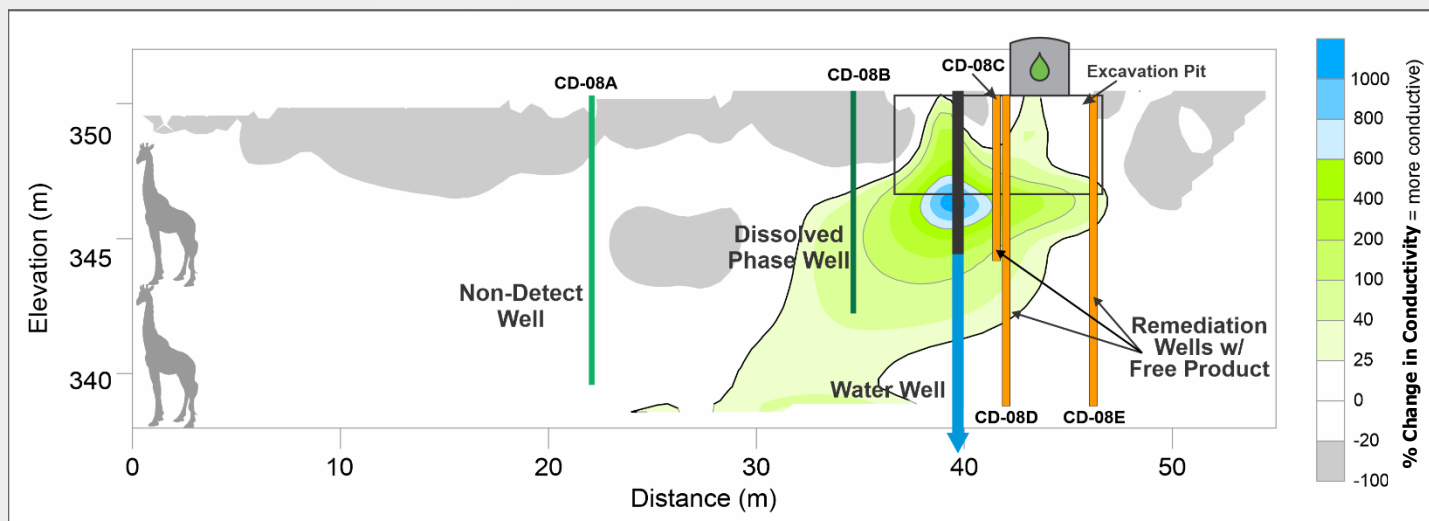 CD-08A
CD-08B
CD-08C
Excavation Pit
350
345
340
Elevation (m)
Non-Detect
Well
Dissolved
Phase Well
Water Well
Remediation
Wells w/
Free Product
CD-08D
CD-08E
0
10
20
30
40
50
Distance (m)
1000
800
600
400
200
100
40
25
0
-20
-100
% Change in Conductivity = more conductive)